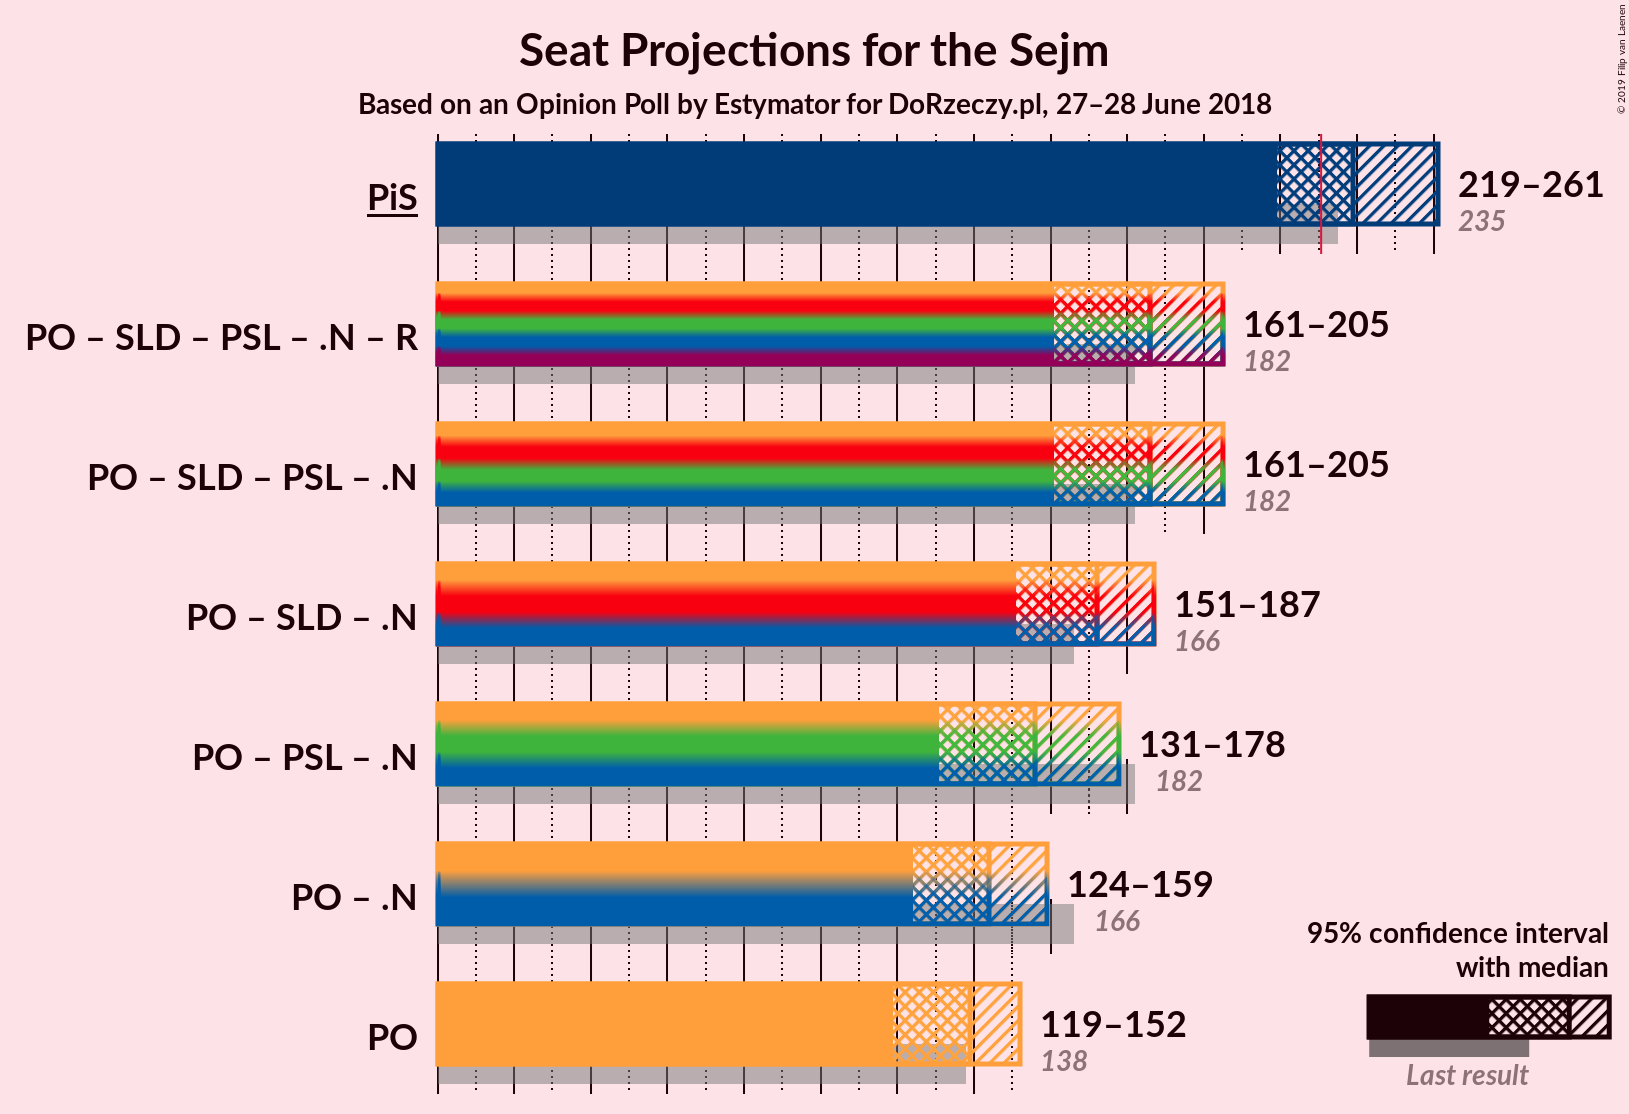 Seat Projections for the Sejm
Based on an Opinion Poll by Estymator for DoRzeczy.pl, 27–28 June 2018
© 2019 Filip van Laenen
PiS
219–261
235
PO – SLD – PSL – .N – R
161–205
182
PO – SLD – PSL – .N
161–205
182
PO – SLD – .N
151–187
166
PO – PSL – .N
131–178
182
PO – .N
124–159
166
PO
119–152
138
95% confidence interval
with median
Last result